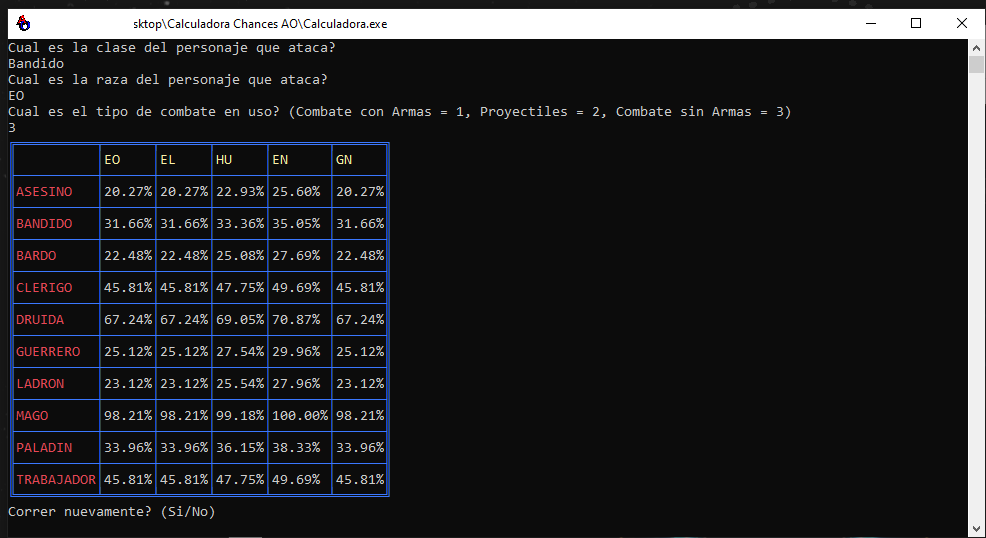 sktop\Calculadora Chances AO\Calculadora.exe
Cual es la clase del personaje que ataca?
Bandido
Cual es la raza del personaje que ataca?
EO
Cual es el tipo de combate en uso? (Combate con Armas = 1, Proyectiles = 2, Combate sin Armas = 3)
3
EO EL HU EN GN
ASESINO 20.27% 20.27% 22.93% 25.60% 20.27%
BANDIDO 31.66% 31.66% 33.36% 35.05% 31.66%
BARDO 22.48% 22.48% 25.08% 27.69% 22.48%
CLERIGO 45.81% 45.81% 47.75% 49.69% 45.81%
DRUIDA 67.24% 67.24% 69.05% 70.87% 67.24%
GUERRERO 25.12% 25.12% 27.54% 29.96% 25.12%
LADRON 23.12% 23.12% 25.54% 27.96% 23.12%
MAGO 98.21% 98.21% 99.18% 100.00% 98.21%
PALADIN 33.96% 33.96% 36.15% 38.33% 33.96%
TRABAJADOR 45.81% 45.81% 47.75% 49.69% 45.81%
Correr nuevamente? (Si/No)